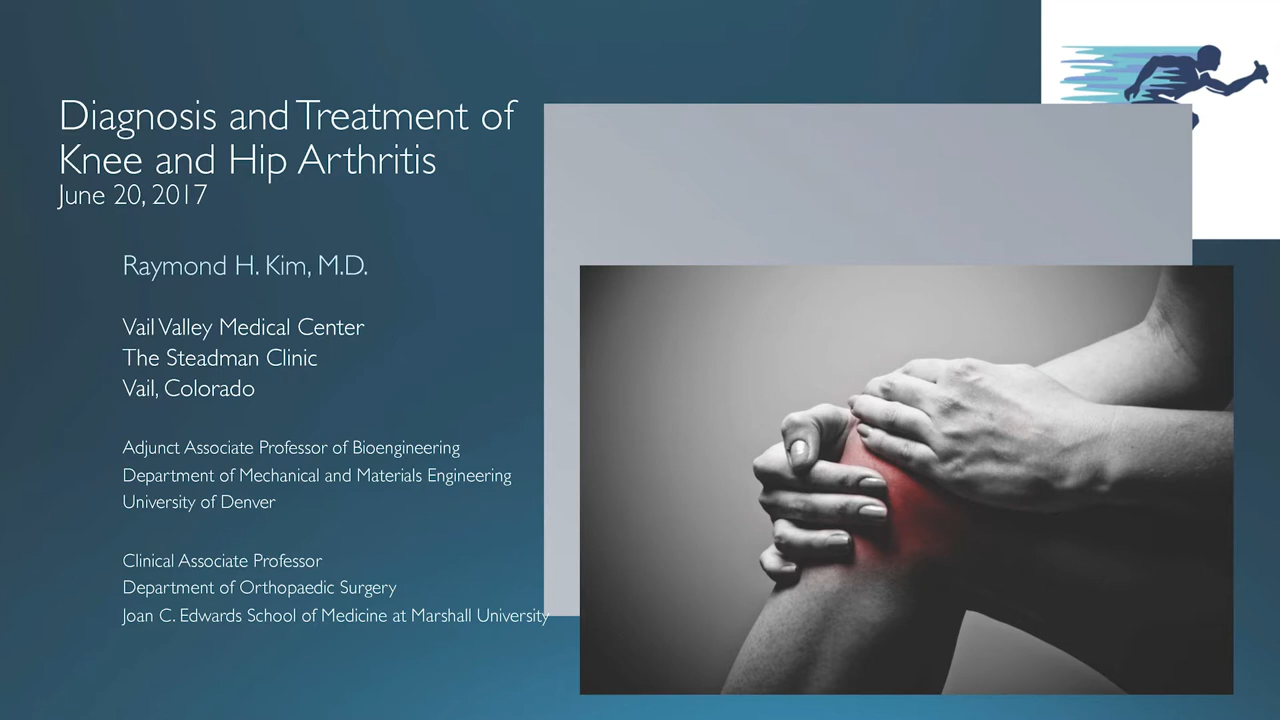 Diagnosis and Treatment of
Knee and Hip Arthritis
June 20, 2017
Raymond H. Kim, M.D.
Vail Valley Medical Center
The Steadman Clinic
Vail, Colorado
Adjunct Associate Professor of Bioengineering
Department of Mechanical and Materials Engineering
University of Denver
Clinical Associate Professor
Department of Orthopaedic Surgery
Joan C. Edwards School of Medicine at Marshall University